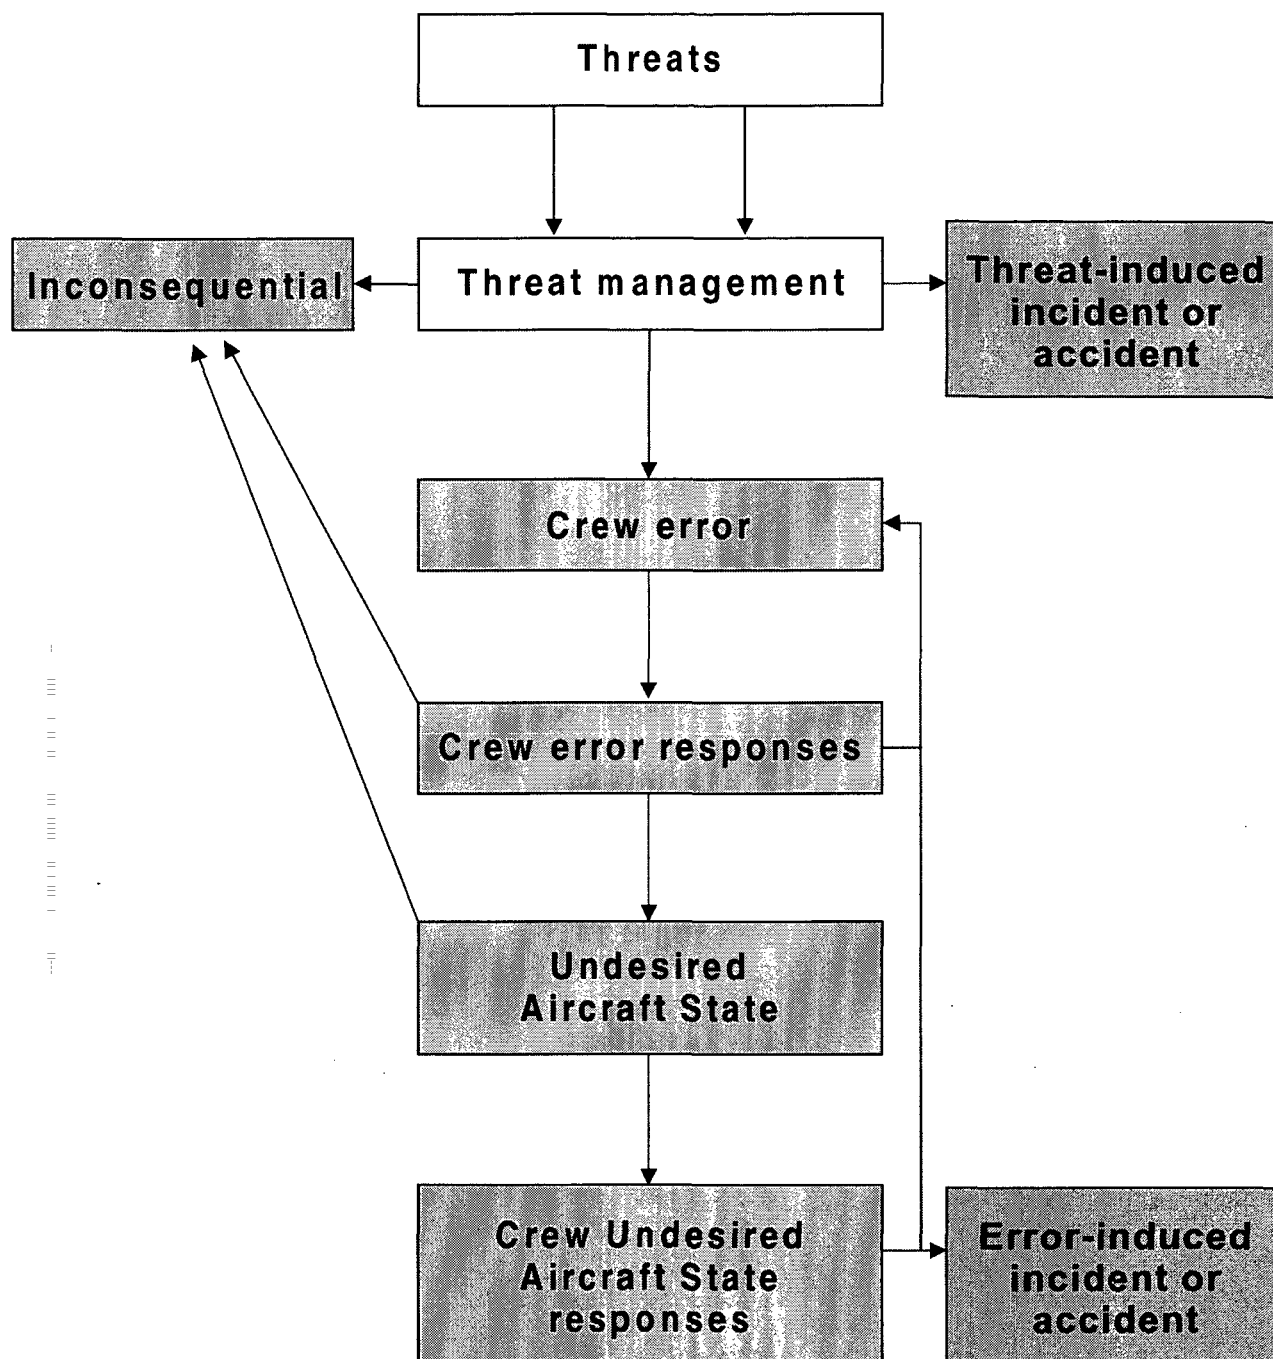 Threats
Inconsequential
Threat management
Threat-induced
incident or
accident
Crew error
Crew error responses
Undesired
Aircraft State
Crew Undesired
Aircraft State
responses
Error-induced
incident or
accident